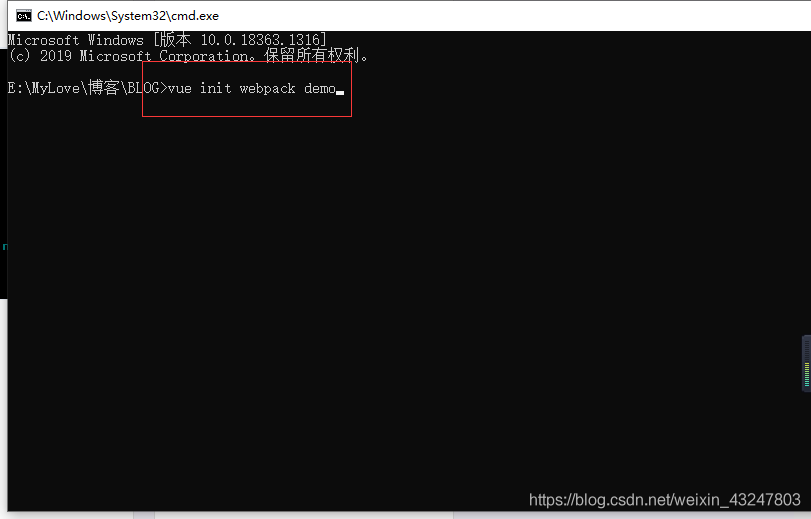 C:\Windows\System32\cmd.exe
Microsoft Windows [版本 10.0.18363.1316]
(c) 2019 Microsoft Corporation。保留所有权利。
E:\MyLove\博客\BLOG>vue init webpack demo
https://blog.csdn.net/weixin_43247803